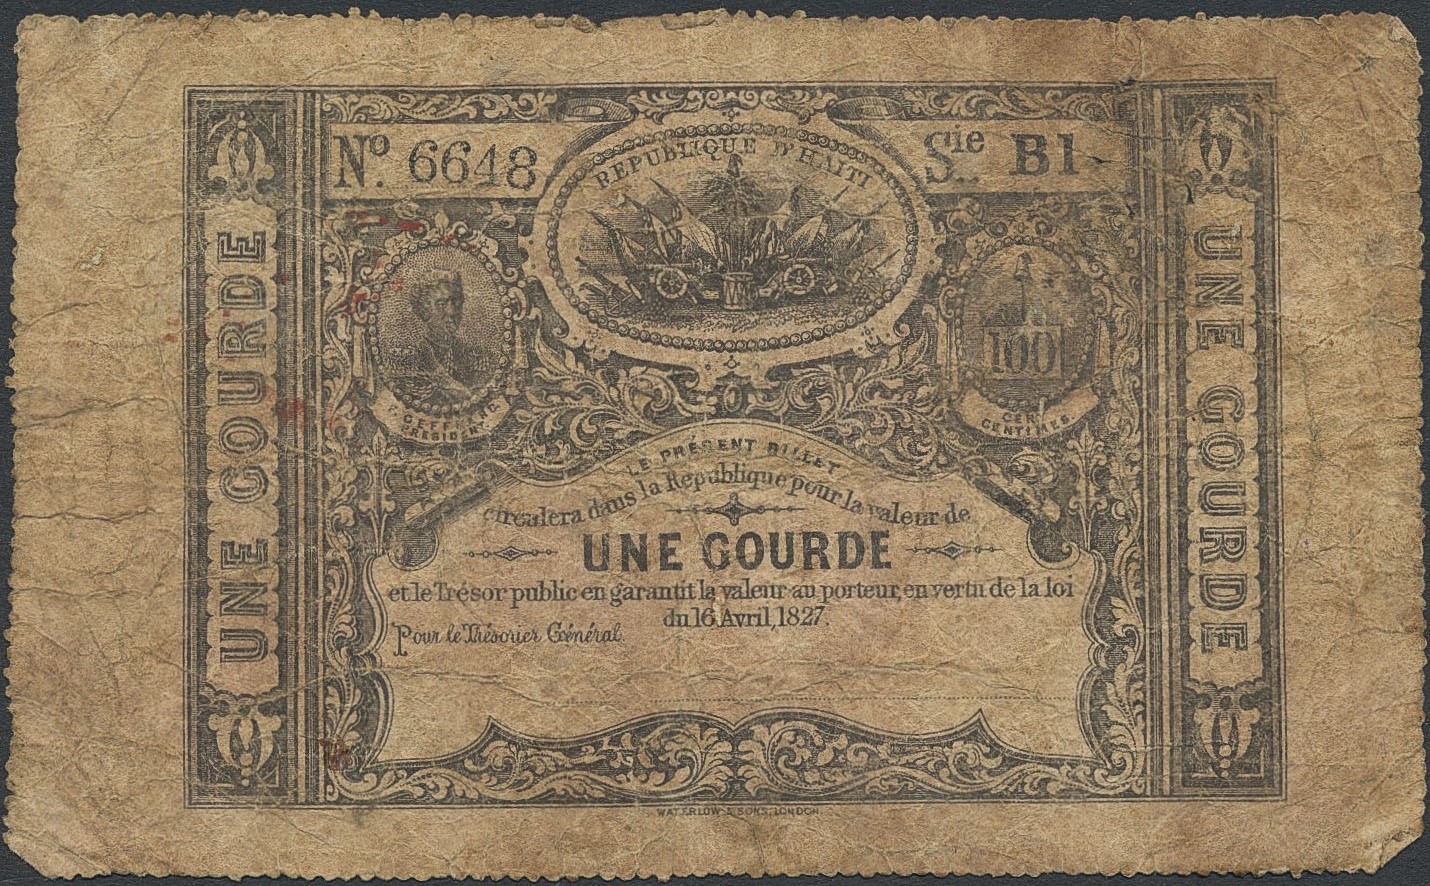 No. 6648
REPUBLIQUE D'HAITI
Sie B1
UNE GOURDE
PRESIDENT
100
CENT
CENTIMES
UNE GOURDE
LE PRÉSENT BILLET
circulera dans la Republique pour la valeur de
UNE GOURDE
et le Trésor public en garantit la valeur au porteur, en vertu de la loi
du 16 Avril, 1827.
Pour le Thésorier Général.
WATERLOW & SONS, LONDON.